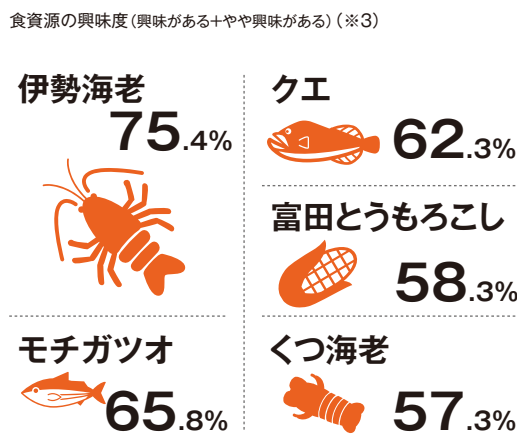 食資源の興味度（興味がある＋やや興味がある）（※3）
伊勢海老
75.4%
モチガツオ
65.8%
クエ
62.3%
富田とうもろこし
58.3%
くつ海老
57.3%